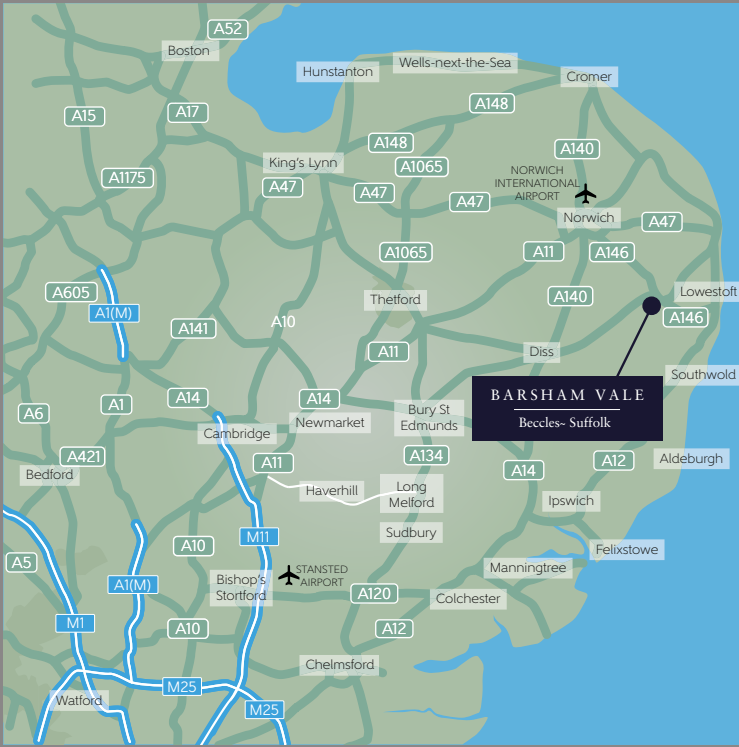 A52
Boston
Wells-next-the-Sea
Hunstanton
Cromer
A148
A15
A17
A148
A140
King's Lynn
A1065
NORWICH
INTERNATIONAL
AIRPORT
A1175
A47
A47
A47
Norwich
A47
A1065
A11
A146
A605
Thetford
A140
Lowestoft
A1(M)
A10
A146
A141
A11
Diss
Southwold
BARSHAM VALE
Beccles~ Suffolk
A6
A1
A14
A14
Bury St
Edmunds
Newmarket
Cambridge
A421
A11
A134
A14
A12
Aldeburgh
Bedford
Haverhill
Long
Melford
Ipswich
M11
Sudbury
A10
Felixstowe
A5
Manningtree
A1(M)
Bishop's
Stortford
STANSTED
AIRPORT
A120
Colchester
M1
A10
A12
Chelmsford
M25
Watford
M25